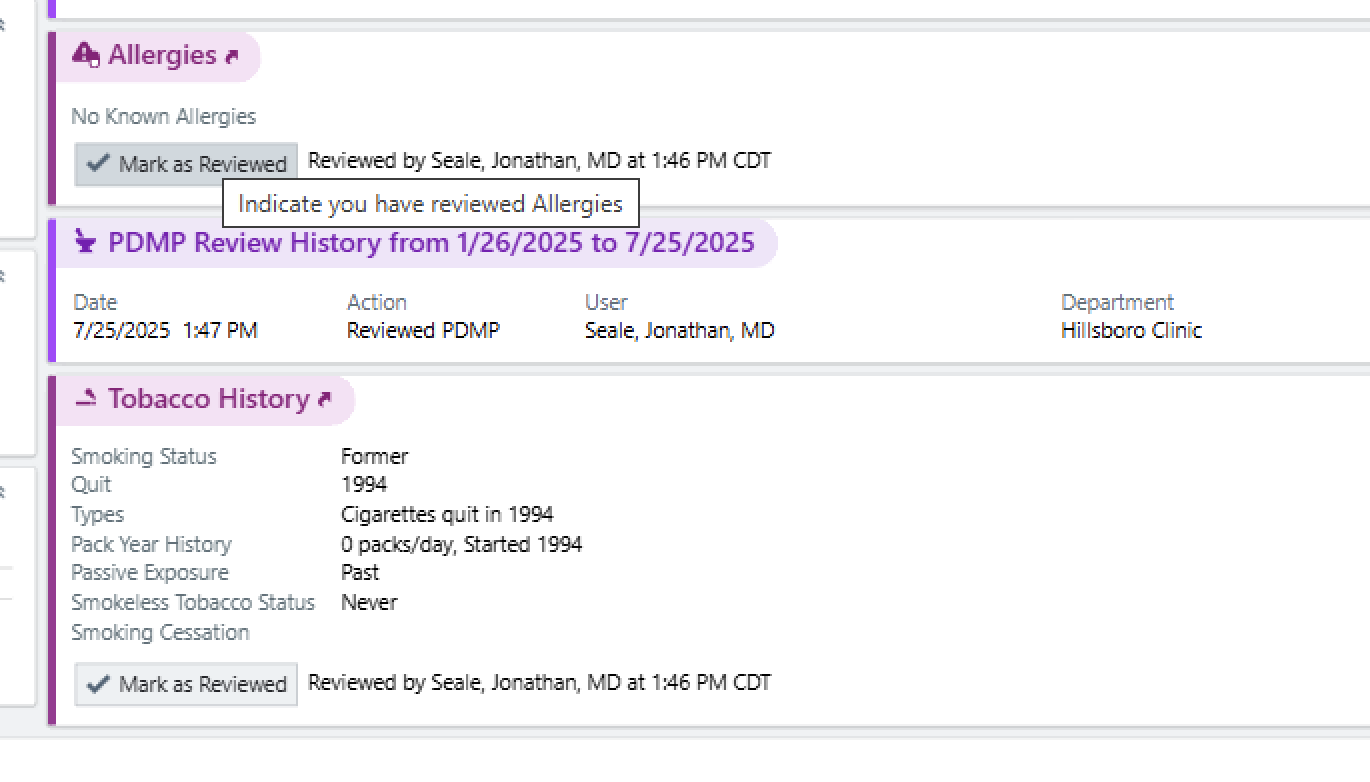 Allergies
No Known Allergies
Mark as Reviewed Reviewed by Seale, Jonathan, MD at 1:46 PM CDT
Indicate you have reviewed Allergies
PDMP Review History from 1/26/2025 to 7/25/2025
Date Action User Department
7/25/2025 1:47 PM Reviewed PDMP Seale, Jonathan, MD Hillsboro Clinic
Tobacco History
Smoking Status Former
Quit 1994
Types Cigarettes quit in 1994
Pack Year History 0 packs/day, Started 1994
Passive Exposure Past
Smokeless Tobacco Status Never
Smoking Cessation
Mark as Reviewed Reviewed by Seale, Jonathan, MD at 1:46 PM CDT